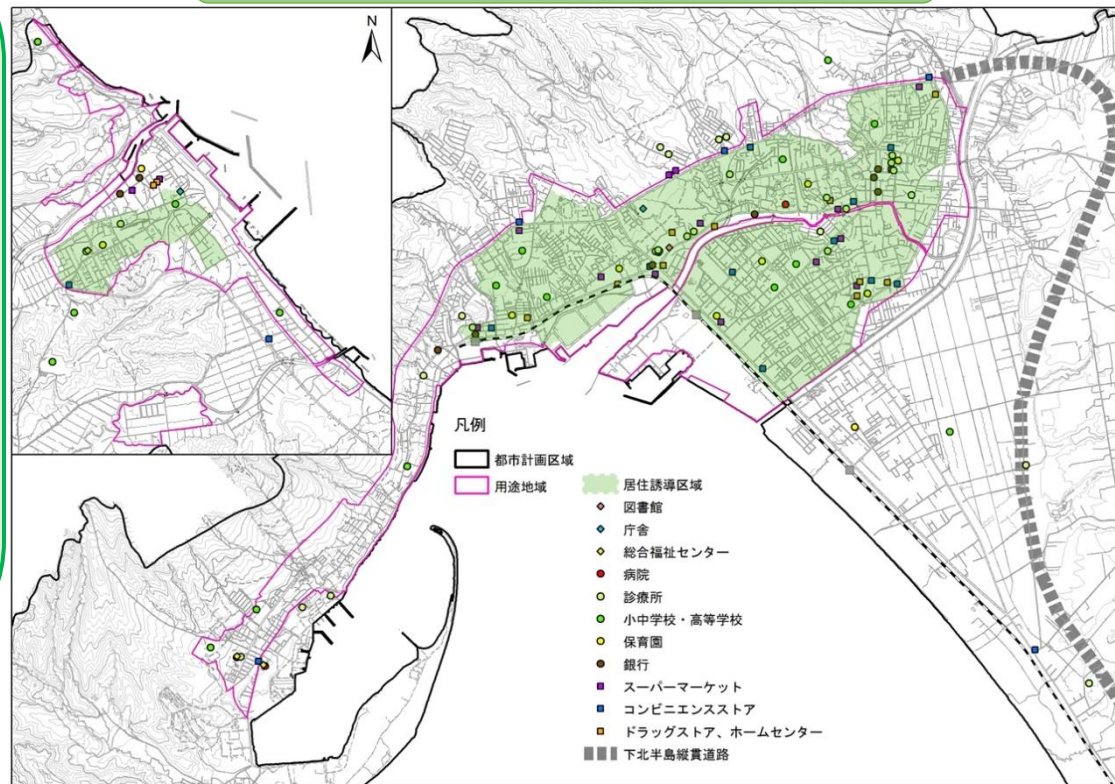 N
凡例
都市計画区域
用途地域
居住誘導区域
図書館
庁舎
総合福祉センター
病院
診療所
小中学校・高等学校
保育園
銀行
スーパーマーケット
コンビニエンスストア
ドラッグストア、ホームセンター
下北半島縦貫道路